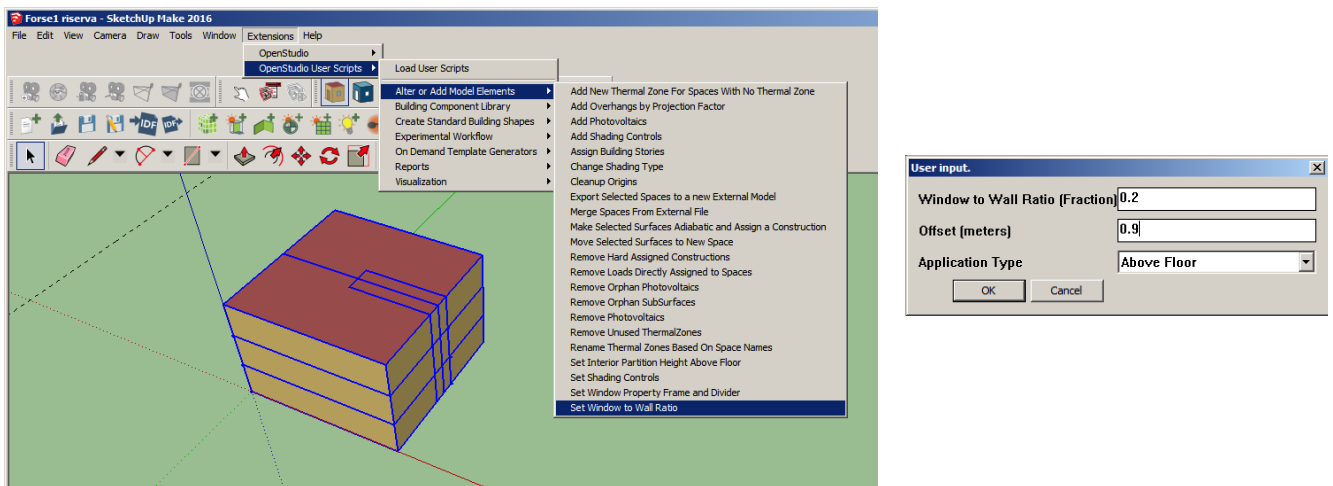 Forse1 riserva - SketchUp Make 2016
File Edit View Camera Draw Tools Window Extensions Help
OpenStudio
OpenStudio User Scripts
Load User Scripts
Alter or Add Model Elements
Building Component Library
Create Standard Building Shapes
Experimental Workflow
On Demand Template Generators
Reports
Visualization
Add New Thermal Zone For Spaces With No Thermal Zone
Add Overhangs by Projection Factor
Add Photovoltaics
Add Shading Controls
Assign Building Stories
Change Shading Type
Cleanup Origins
Export Selected Spaces to a new External Model
Merge Spaces From External File
Make Selected Surfaces Adiabatic and Assign a Construction
Move Selected Surfaces to New Space
Remove Hard Assigned Constructions
Remove Loads Directly Assigned to Spaces
Remove Orphan Photovoltaics
Remove Orphan SubSurfaces
Remove Photovoltaics
Remove Unused ThermalZones
Rename Thermal Zones Based On Space Names
Set Interior Partition Height Above Floor
Set Shading Controls
Set Window Property Frame and Divider
Set Window to Wall Ratio
IDF IDF+
User input.
Window to Wall Ratio (Fraction) 0.2
Offset (meters) 0.9
Application Type Above Floor
OK Cancel